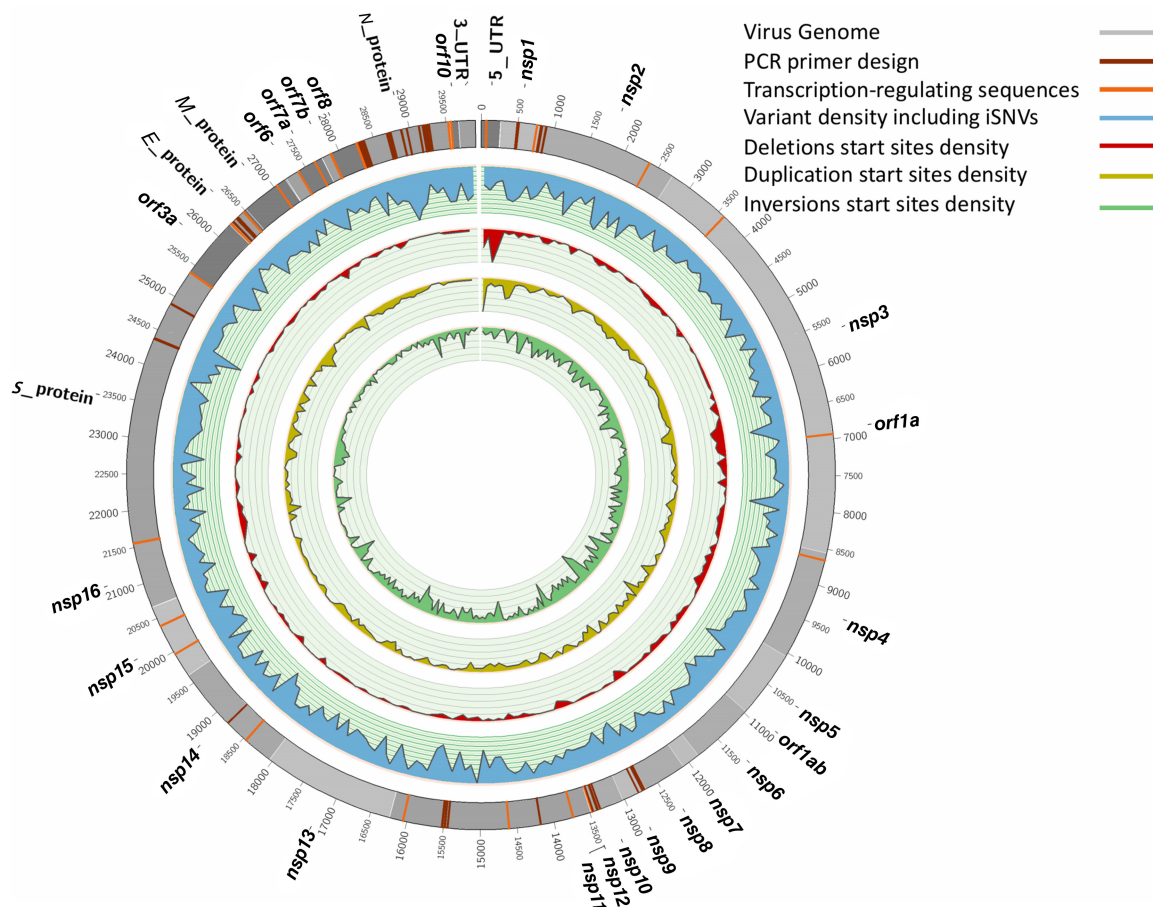 Virus Genome
PCR primer design
Transcription-regulating sequences
Variant density including iSNVs
Deletions start sites density
Duplication start sites density
Inversions start sites density
5_UTR
nsp1
nsp2
nsp3
orf1a
nsp4
nsp5
orf1ab
nsp6
nsp7
nsp8
nsp9
nsp10
nsp12
nsp11
nsp13
nsp14
nsp15
nsp16
S_protein
orf3a
E_protein
M_protein
orf6
orf7a
orf7b
orf8
N_protein
orf10
3_UTR
0
500
1000
1500
2000
2500
3000
3500
4000
4500
5000
5500
6000
6500
7000
7500
8000
8500
9000
9500
10000
10500
11000
11500
12000
12500
13000
13500
14000
14500
15000
15500
16000
16500
17000
17500
18000
18500
19000
19500
20000
20500
21000
21500
22000
22500
23000
23500
24000
24500
25000
25500
26000
26500
27000
27500
28000
28500
29000
29500